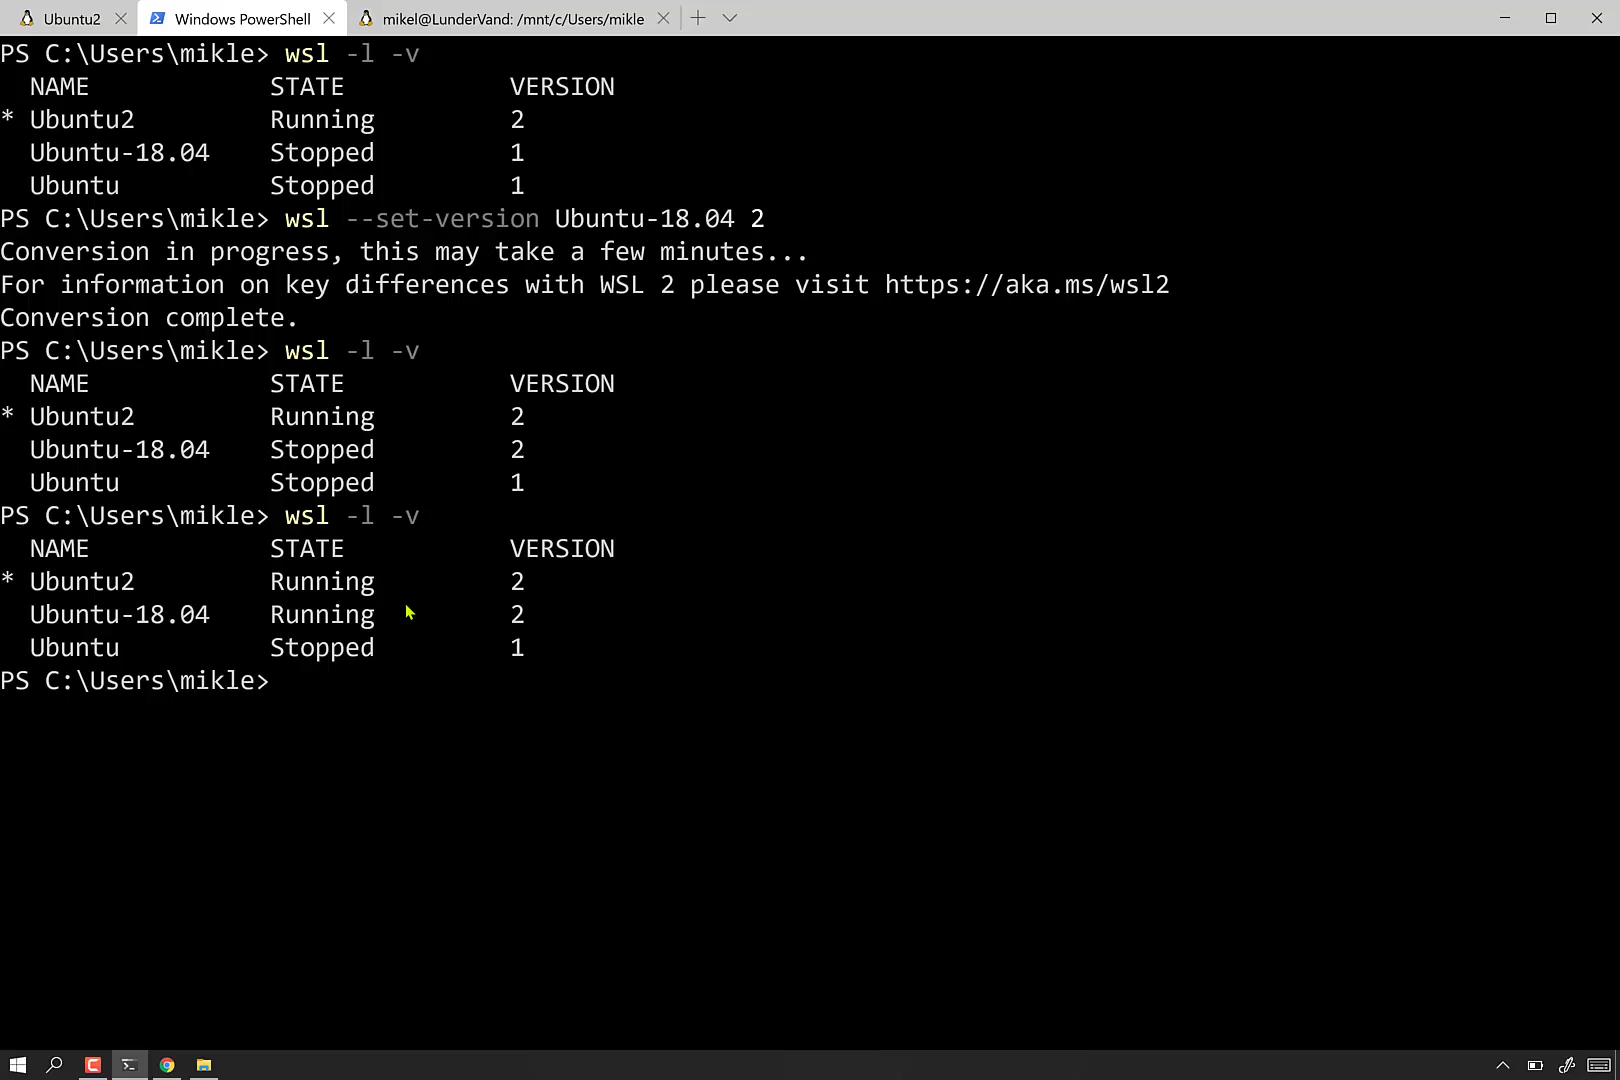 Ubuntu2 Windows PowerShell mikel@LunderVand: /mnt/c/Users/mikle
PS C:\Users\mikle> wsl -l -v
NAME STATE VERSION
* Ubuntu2 Running 2
Ubuntu-18.04 Stopped 1
Ubuntu Stopped 1
PS C:\Users\mikle> wsl --set-version Ubuntu-18.04 2
Conversion in progress, this may take a few minutes...
For information on key differences with WSL 2 please visit https://aka.ms/wsl2
Conversion complete.
PS C:\Users\mikle> wsl -l -v
NAME STATE VERSION
* Ubuntu2 Running 2
Ubuntu-18.04 Stopped 2
Ubuntu Stopped 1
PS C:\Users\mikle> wsl -l -v
NAME STATE VERSION
* Ubuntu2 Running 2
Ubuntu-18.04 Running 2
Ubuntu Stopped 1
PS C:\Users\mikle>